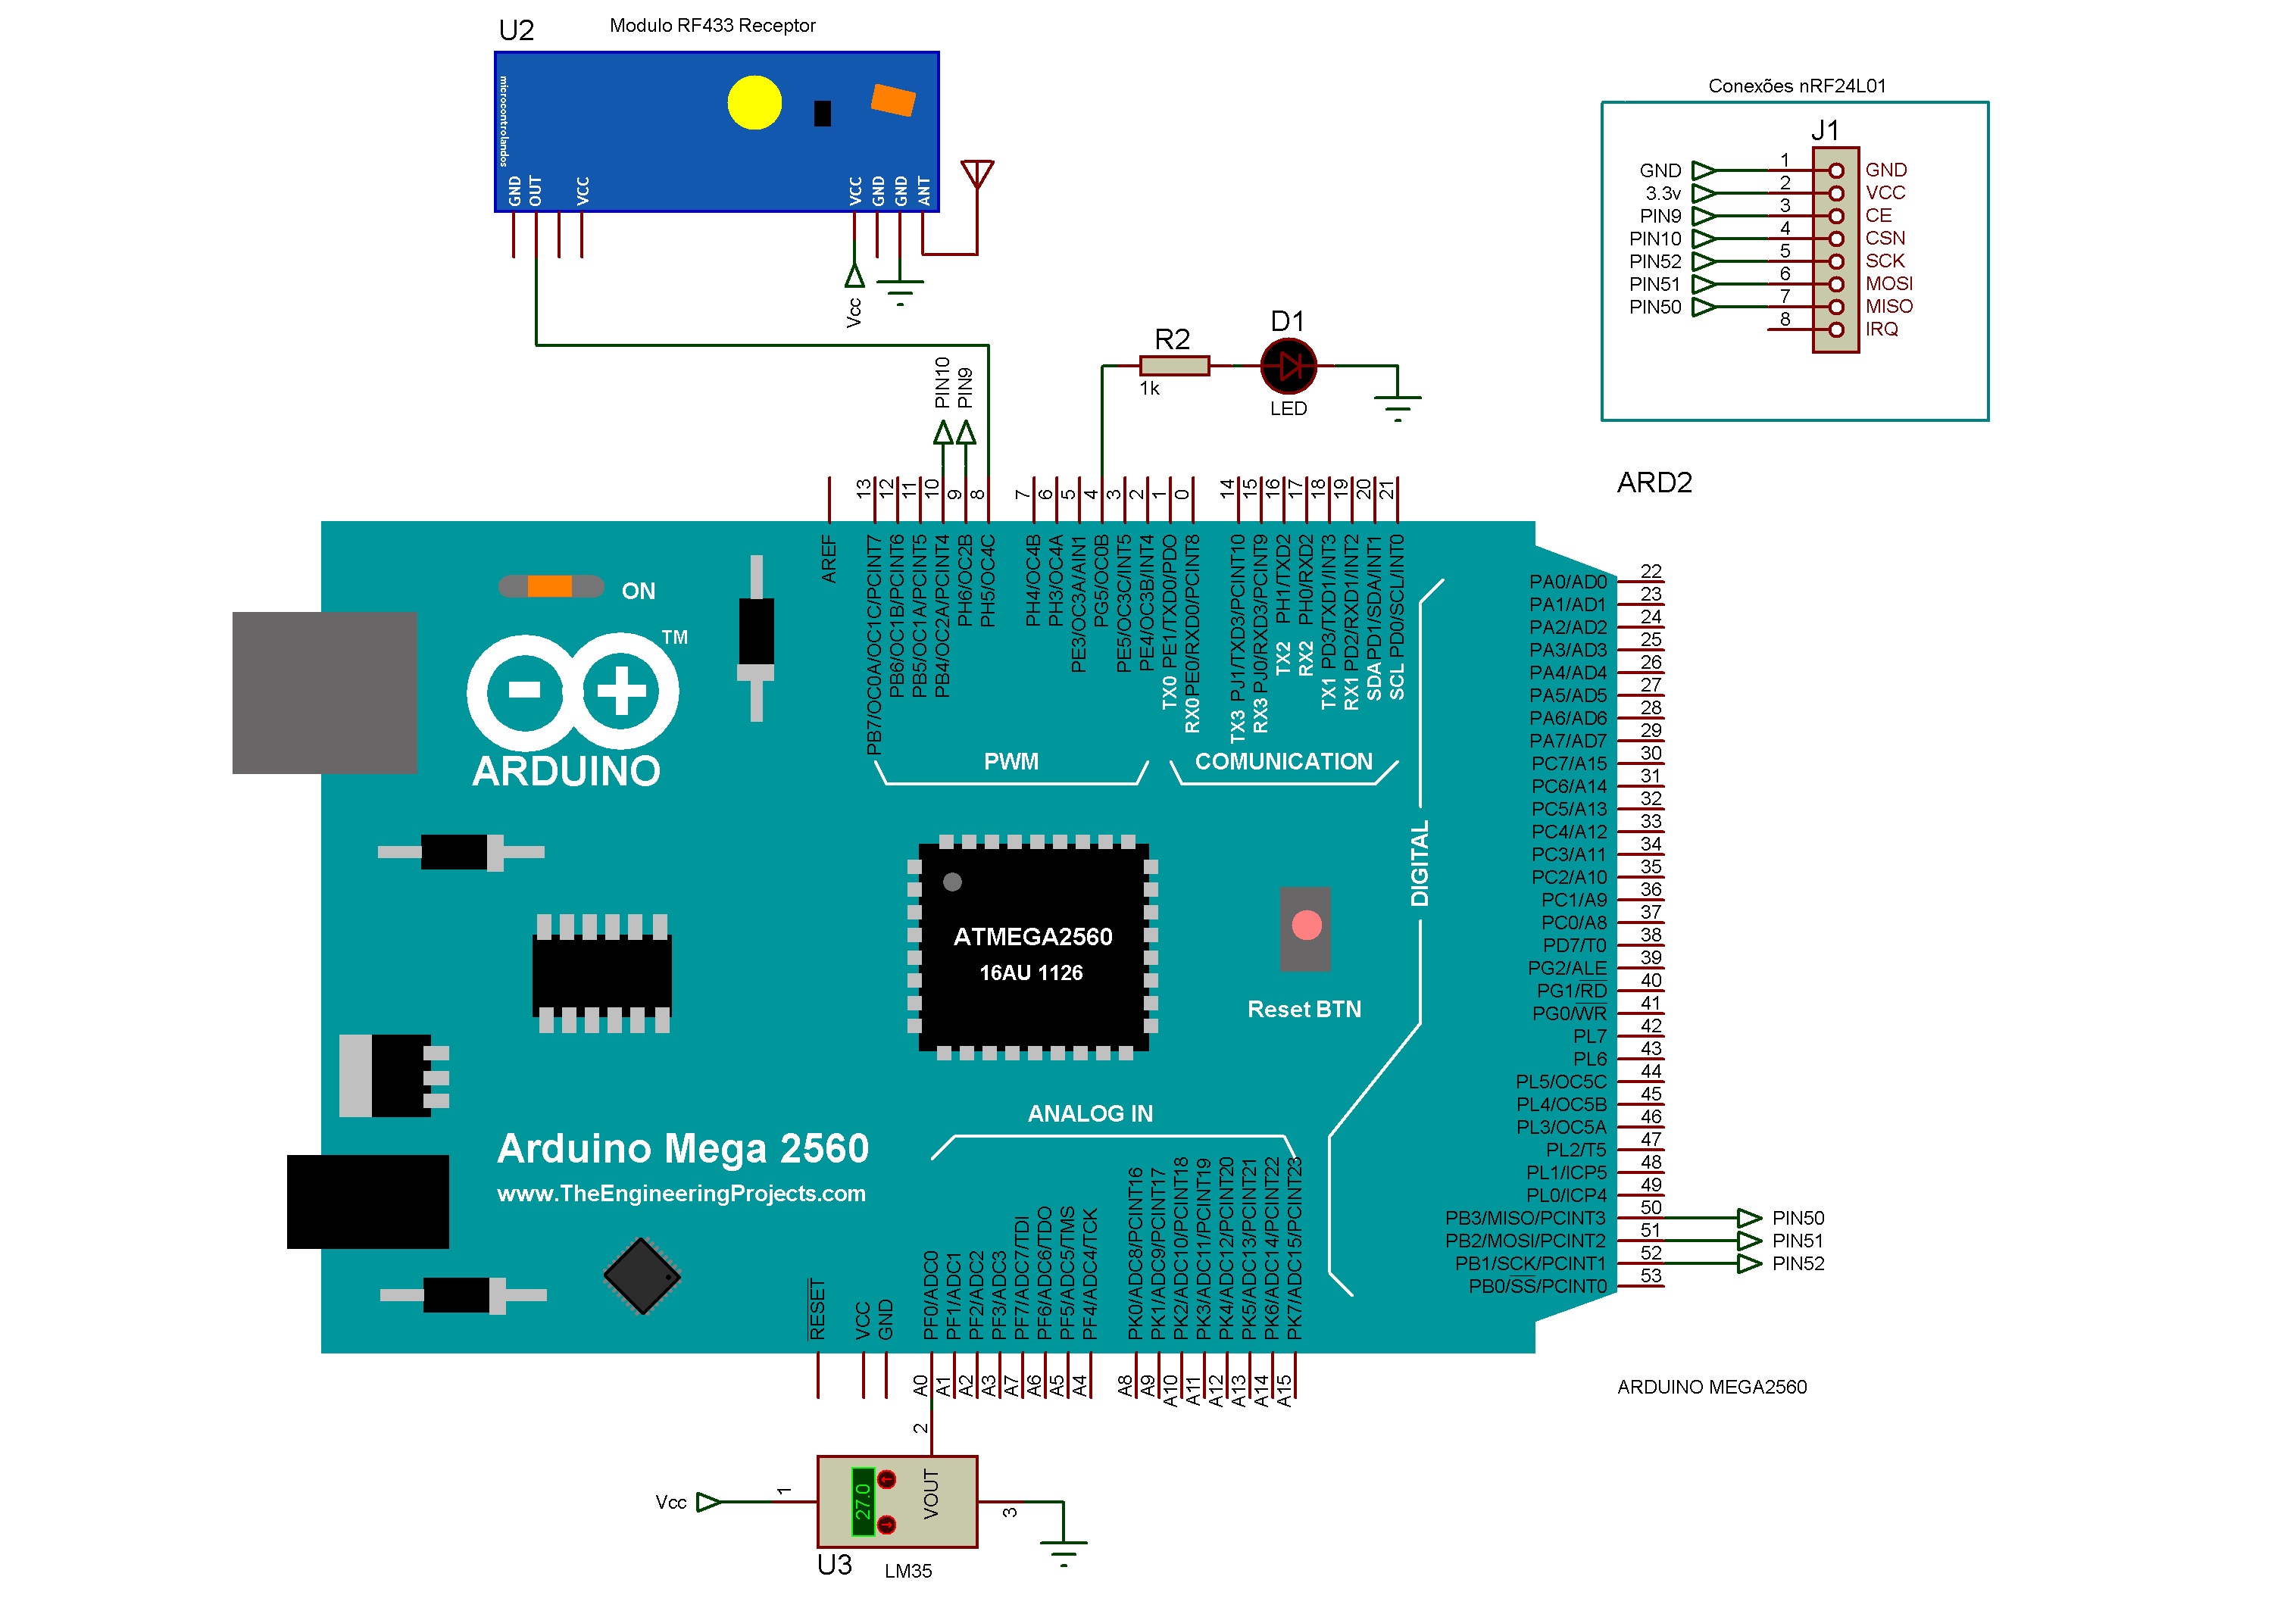 U2
Modulo RF433 Receptor
microcontrolandos
GND
OUT
VCC
VCC
GND
GND
ANT
Vcc
Conexões nRF24L01
J1
GND 1 GND
3.3v 2 VCC
PIN9 3 CE
PIN10 4 CSN
PIN52 5 SCK
PIN51 6 MOSI
PIN50 7 MISO
8 IRQ
R2
1k
D1
LED
PIN10
PIN9
ARD2
13
12
11
10
9
8
7
6
5
4
3
2
1
0
14
15
16
17
18
19
20
21
AREF
PB7/OC0A/OC1C/PCINT7
PB6/OC1B/PCINT6
PB5/OC1A/PCINT5
PB4/OC2A/PCINT4
PH6/OC2B
PH5/OC4C
PH4/OC4B
PH3/OC4A
PE3/OC3A/AIN1
PG5/OC0B
PE5/OC3C/INT5
PE4/OC3B/INT4
TX0 PE1/TXD0/PDO
RX0 PE0/RXD0/PCINT8
TX3 PJ1/TXD3/PCINT10
RX3 PJ0/RXD3/PCINT9
TX2 PH1/TXD2
RX2 PH0/RXD2
TX1 PD3/TXD1/INT3
RX1 PD2/RXD1/INT2
SDA PD1/SDA/INT1
SCL PD0/SCL/INT0
ON
TM
ARDUINO
PWM
COMUNICATION
DIGITAL
ATMEGA2560
16AU 1126
Reset BTN
ANALOG IN
Arduino Mega 2560
www.TheEngineeringProjects.com
PA0/AD0 22
PA1/AD1 23
PA2/AD2 24
PA3/AD3 25
PA4/AD4 26
PA5/AD5 27
PA6/AD6 28
PA7/AD7 29
PC7/A15 30
PC6/A14 31
PC5/A13 32
PC4/A12 33
PC3/A11 34
PC2/A10 35
PC1/A9 36
PC0/A8 37
PD7/T0 38
PG2/ALE 39
PG1/RD 40
PG0/WR 41
PL7 42
PL6 43
PL5/OC5C 44
PL4/OC5B 45
PL3/OC5A 46
PL2/T5 47
PL1/ICP5 48
PL0/ICP4 49
PB3/MISO/PCINT3 50 PIN50
PB2/MOSI/PCINT2 51 PIN51
PB1/SCK/PCINT1 52 PIN52
PB0/SS/PCINT0 53
RESET
VCC
GND
PF0/ADC0
PF1/ADC1
PF2/ADC2
PF3/ADC3
PF7/ADC7/TDI
PF6/ADC6/TDO
PF5/ADC5/TMS
PF4/ADC4/TCK
PK0/ADC8/PCINT16
PK1/ADC9/PCINT17
PK2/ADC10/PCINT18
PK3/ADC11/PCINT19
PK4/ADC12/PCINT20
PK5/ADC13/PCINT21
PK6/ADC14/PCINT22
PK7/ADC15/PCINT23
A0
A1
A2
A3
A7
A6
A5
A4
A8
A9
A10
A11
A12
A13
A14
A15
ARDUINO MEGA2560
2
Vcc
1
27.0
VOUT
3
U3
LM35